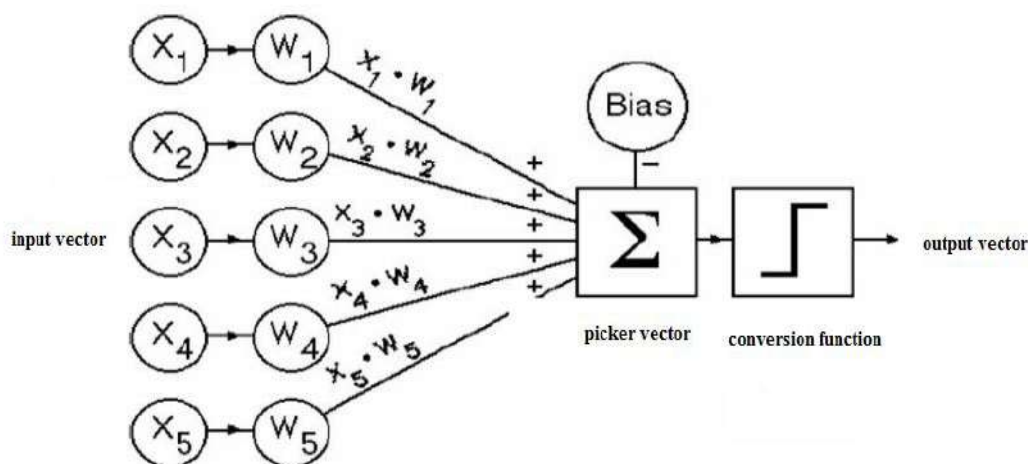 X1 W1 X1 • W1
Bias
X2 W2 X2 • W2
+
−
+
input vector X3 W3 X3 • W3 + Σ output vector
+
X4 W4 X4 • W4 +
picker vector conversion function
X5 W5 X5 • W5